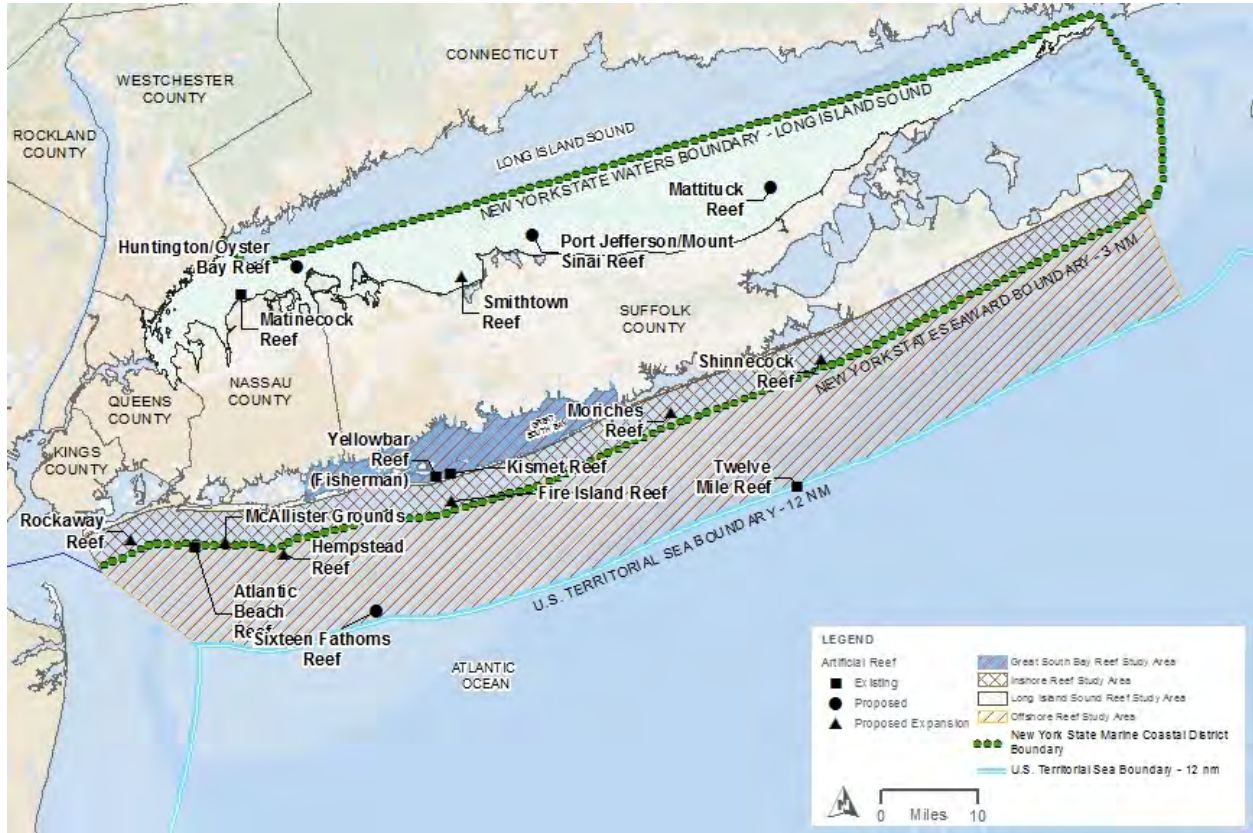 CONNECTICUT
WESTCHESTER
COUNTY
ROCKLAND
COUNTY
LONG ISLAND SOUND
NEW YORK STATE WATERS BOUNDARY - LONG ISLAND SOUND
Mattituck
Reef
Huntington/Oyster
Bay Reef
Port Jefferson/Mount
Sinai Reef
Matinecock
Reef
Smithtown
Reef
SUFFOLK
COUNTY
NASSAU
COUNTY
QUEENS
COUNTY
KINGS
COUNTY
Shinnecock
Reef
NEW YORK STATE SEAWARD BOUNDARY - 3 NM
Moriches
Reef
GREAT
SOUTH BAY
Yellowbar
Reef
(Fisherman)
Kismet Reef
Fire Island Reef
Twelve
Mile Reef
Rockaway
Reef
McAllister Grounds
Hempstead
Reef
Atlantic
Beach
Reef
Sixteen Fathoms
Reef
U.S. TERRITORIAL SEA BOUNDARY - 12 NM
ATLANTIC
OCEAN
LEGEND
Artificial Reef
Existing
Proposed
Proposed Expansion
Great South Bay Reef Study Area
Inshore Reef Study Area
Long Island Sound Reef Study Area
Offshore Reef Study Area
New York State Marine Coastal District
Boundary
U.S. Territorial Sea Boundary - 12 nm
N
0 Miles 10